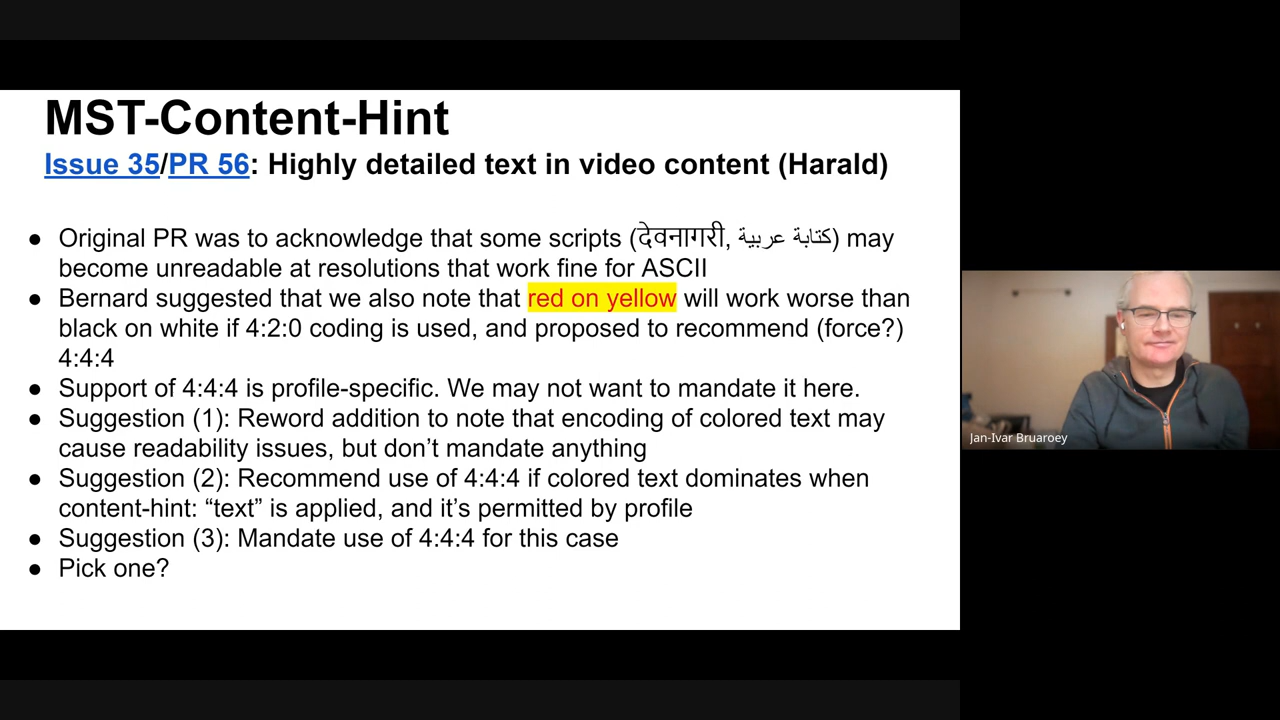 MST-Content-Hint
Issue 35/PR 56: Highly detailed text in video content (Harald)
● Original PR was to acknowledge that some scripts (देवनागरी, كتابة عربية) may
become unreadable at resolutions that work fine for ASCII
● Bernard suggested that we also note that red on yellow will work worse than
black on white if 4:2:0 coding is used, and proposed to recommend (force?)
4:4:4
● Support of 4:4:4 is profile-specific. We may not want to mandate it here.
● Suggestion (1): Reword addition to note that encoding of colored text may
cause readability issues, but don’t mandate anything
● Suggestion (2): Recommend use of 4:4:4 if colored text dominates when
content-hint: “text” is applied, and it’s permitted by profile
● Suggestion (3): Mandate use of 4:4:4 for this case
● Pick one?
Jan-Ivar Bruaroey